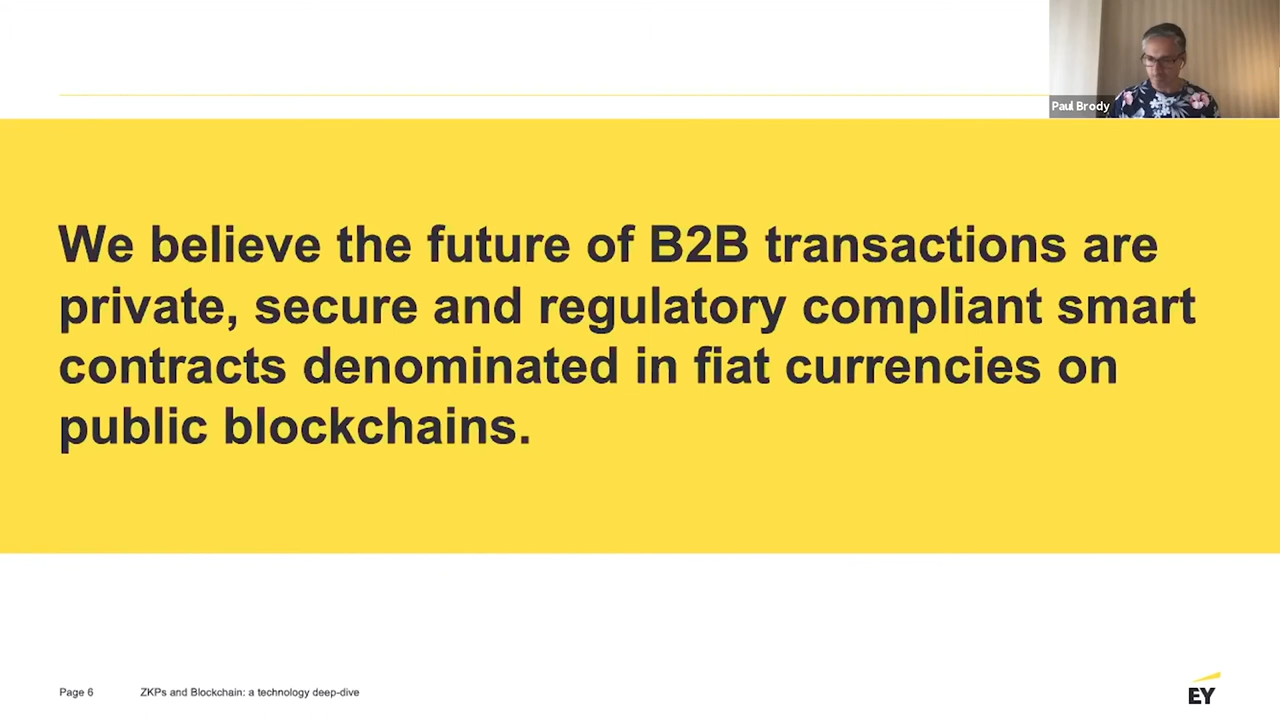 Paul Brody
We believe the future of B2B transactions are
private, secure and regulatory compliant smart
contracts denominated in fiat currencies on
public blockchains.
Page 6
ZKPs and Blockchain: a technology deep-dive
EY